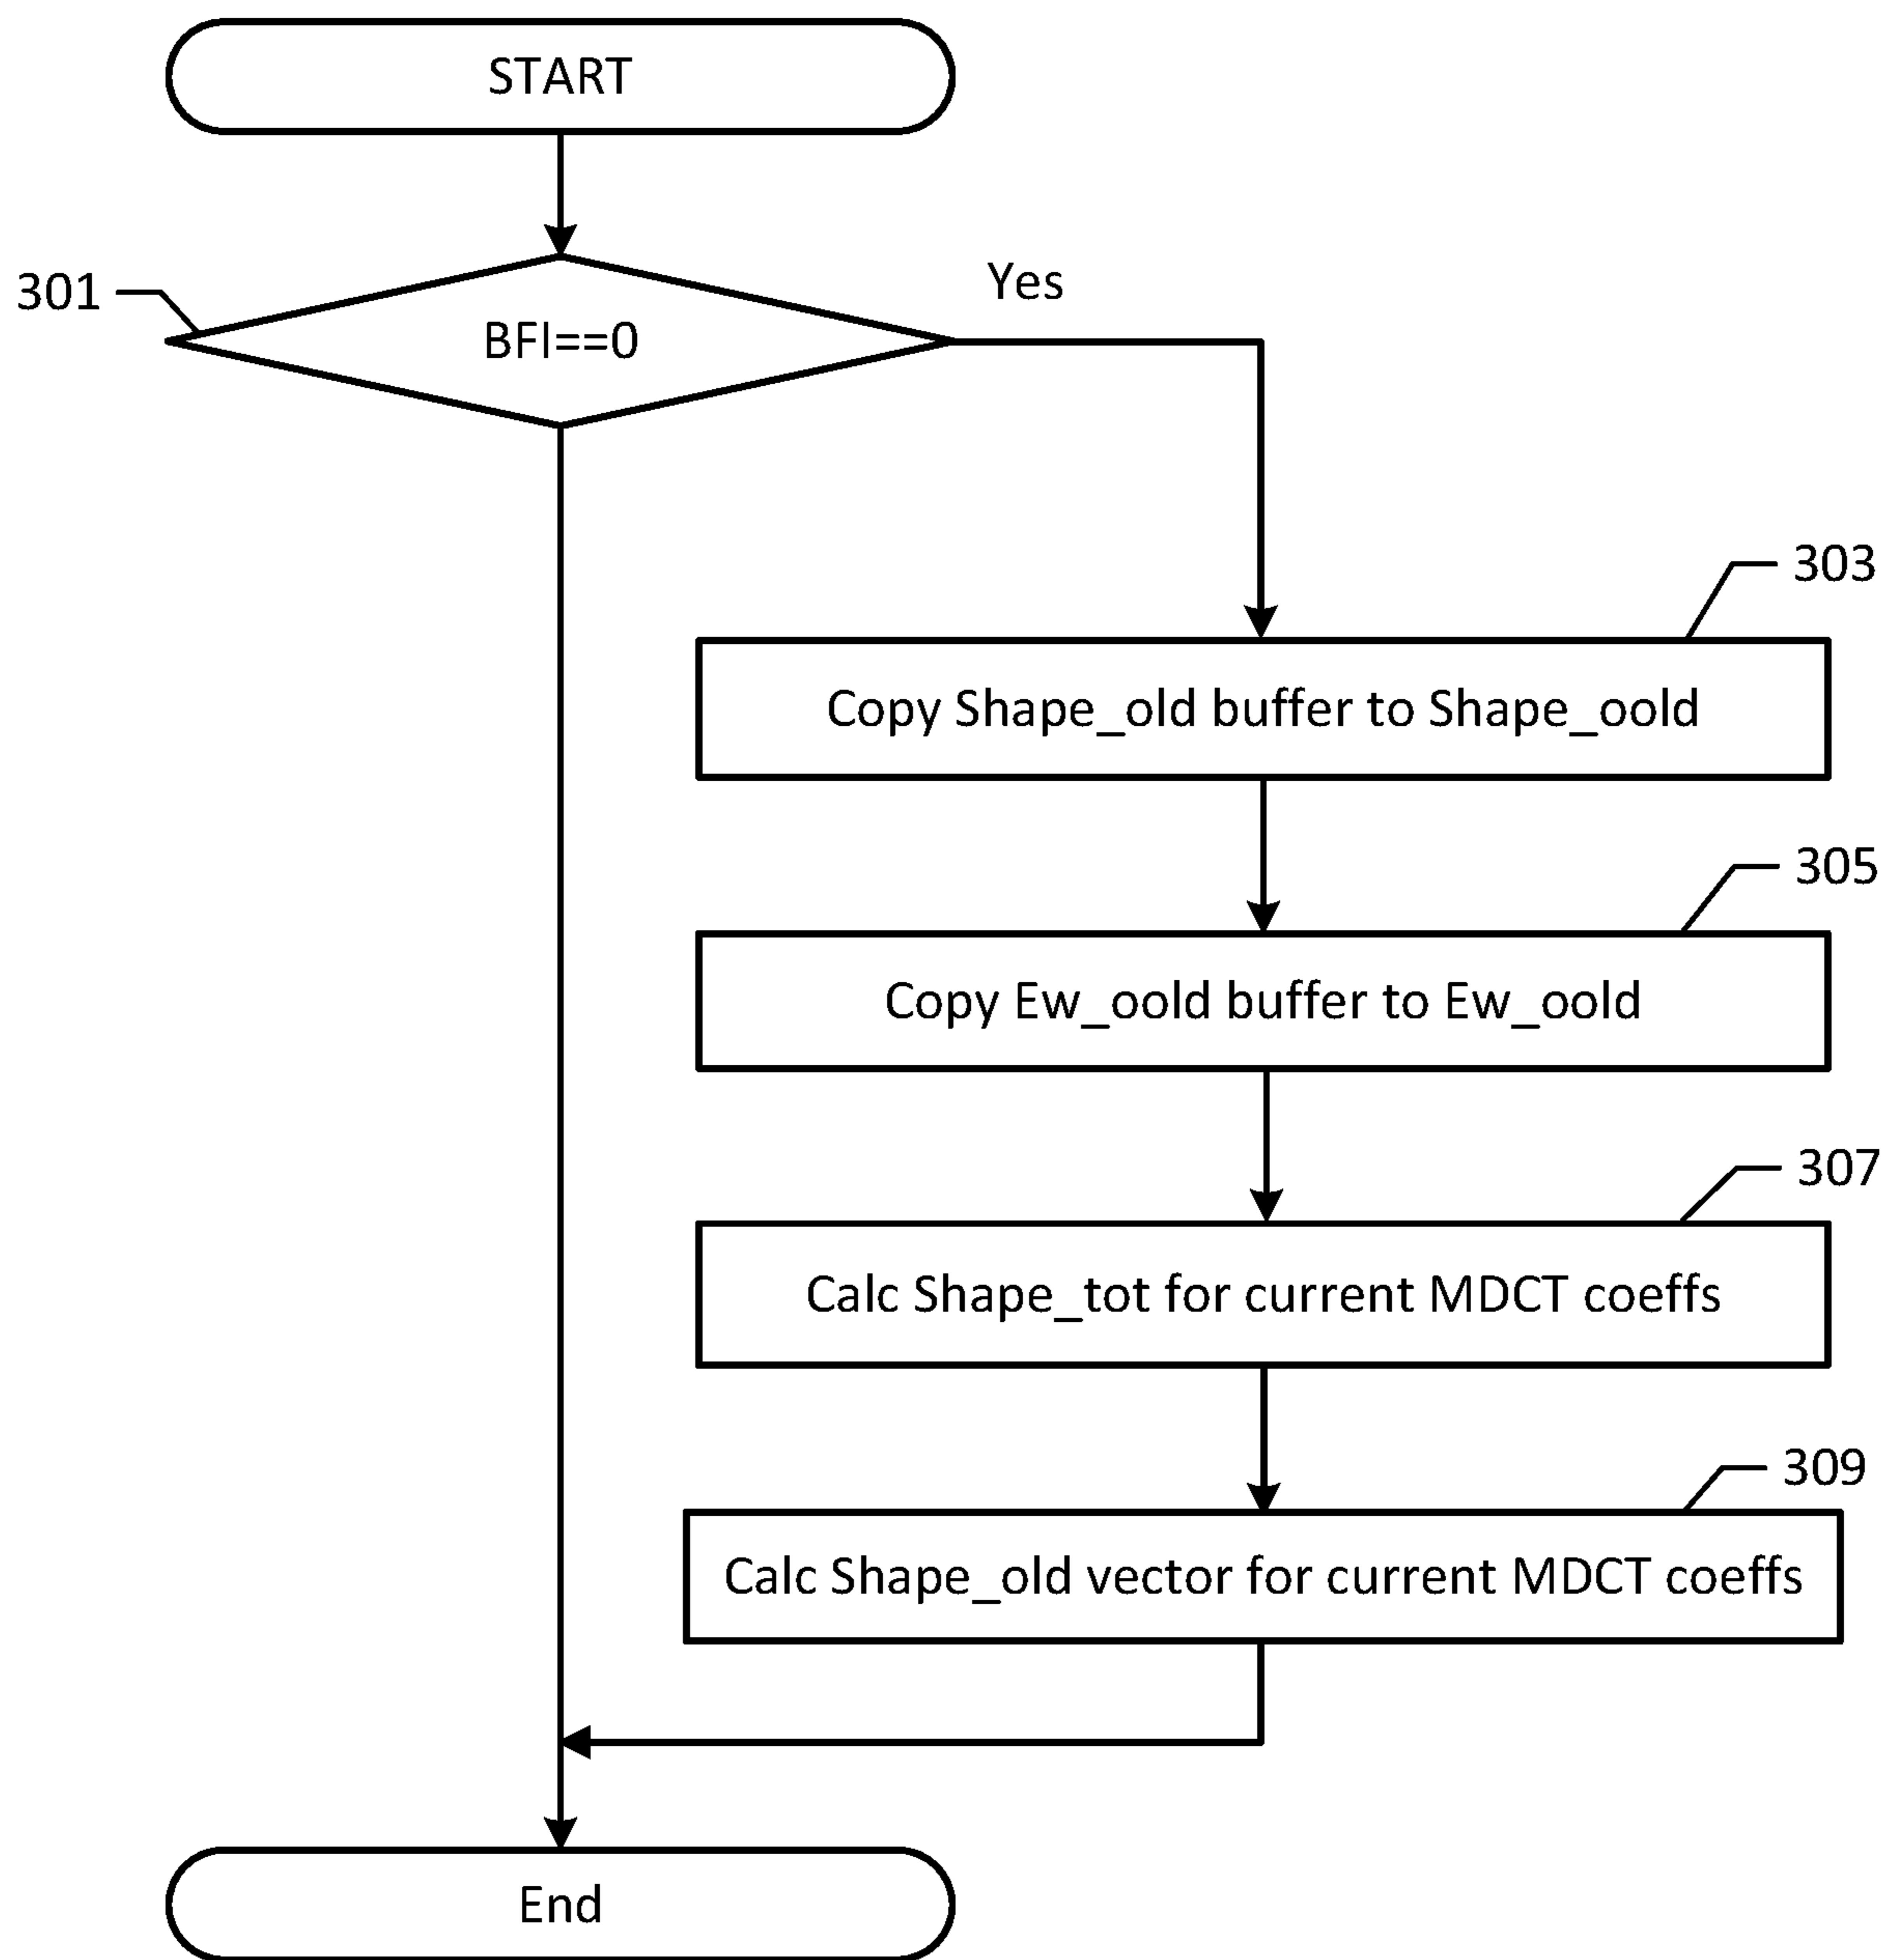 START
301
BFI==0
Yes
303
Copy Shape_old buffer to Shape_oold
305
Copy Ew_oold buffer to Ew_oold
307
Calc Shape_tot for current MDCT coeffs
309
Calc Shape_old vector for current MDCT coeffs
End